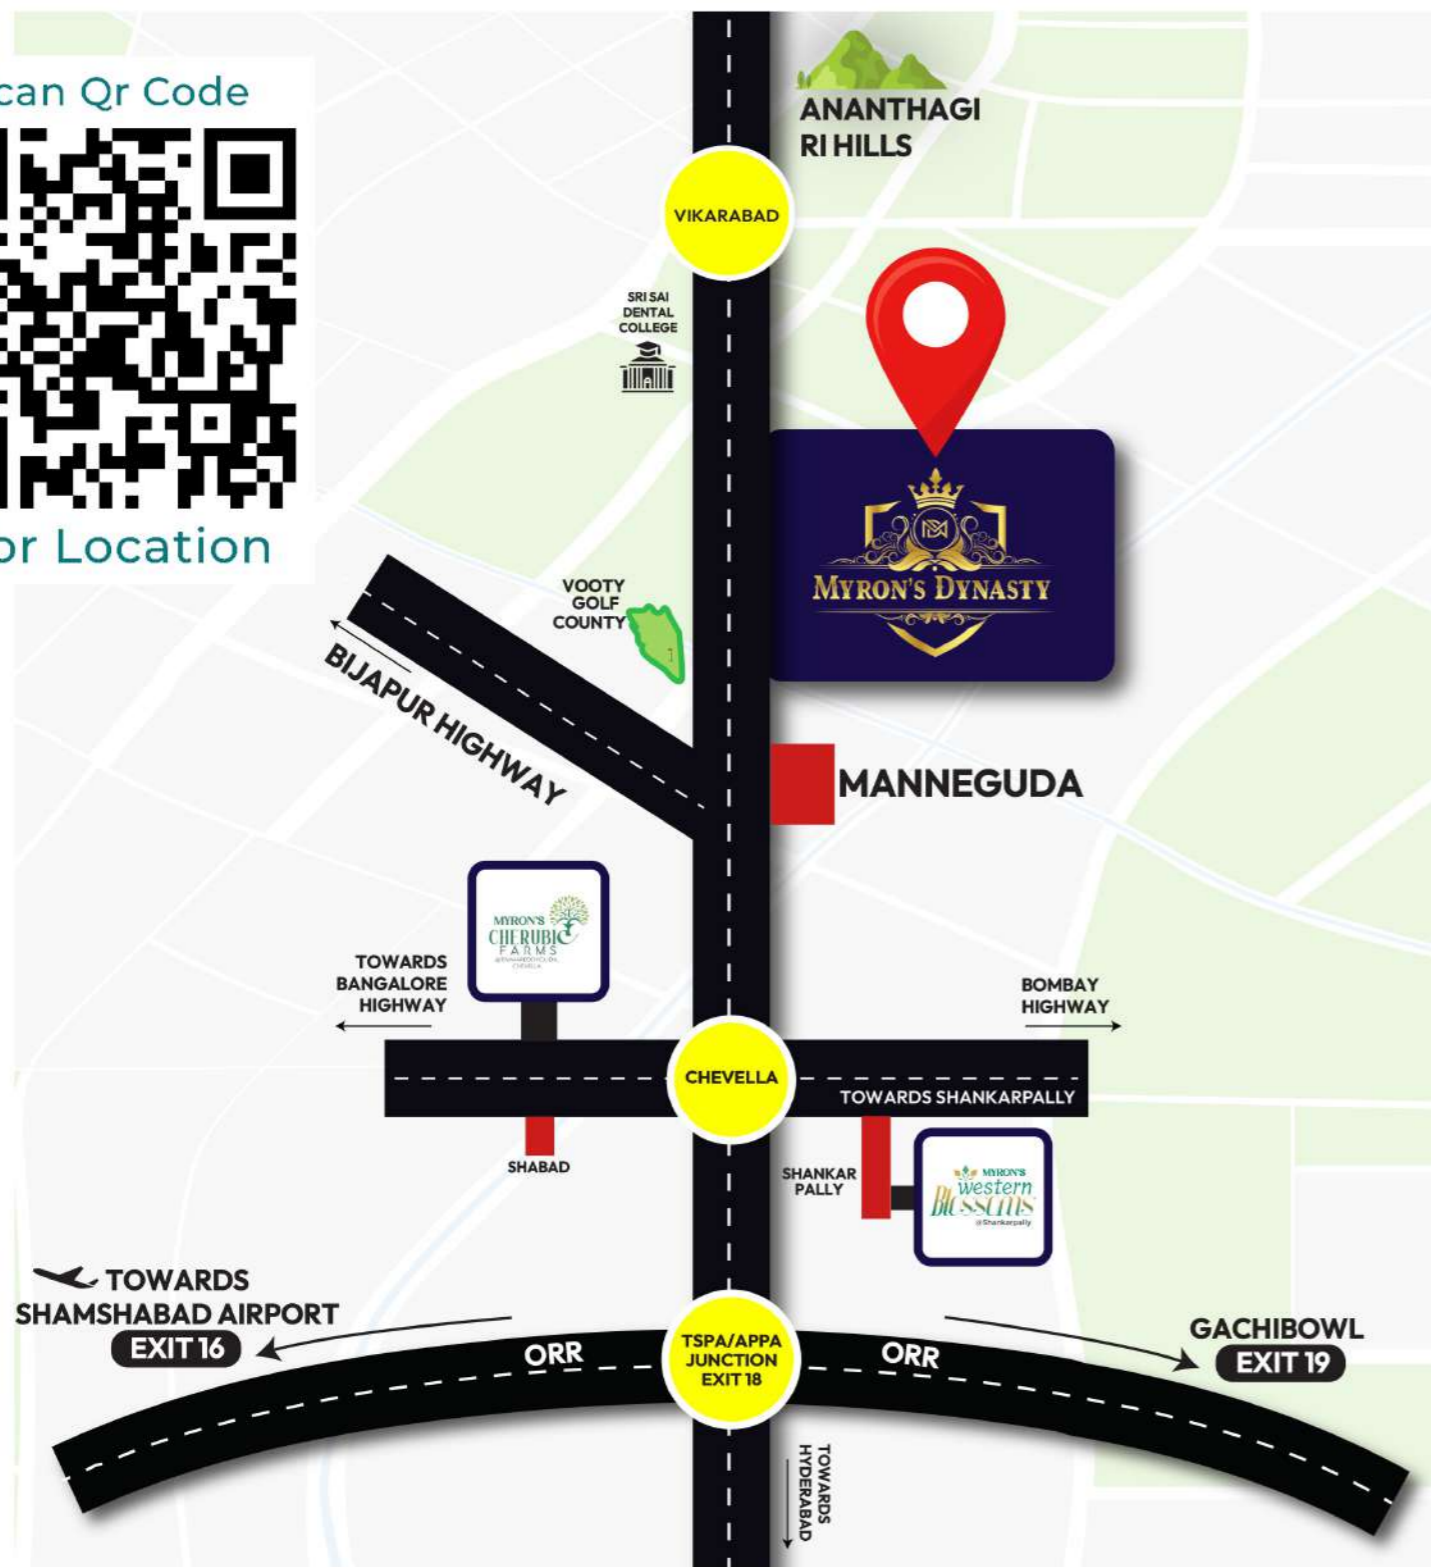 can Qr Code
or Location
ANANTHAGI
RI HILLS
VIKARABAD
SRI SAI
DENTAL
COLLEGE
MYRON'S DYNASTY
VOOTY
GOLF
COUNTY
BIJAPUR HIGHWAY
MANNEGUDA
MYRON'S
CHERUBIC
FARMS
CHEVELLA
TOWARDS
BANGALORE
HIGHWAY
BOMBAY
HIGHWAY
CHEVELLA
TOWARDS SHANKARPALLY
SHABAD
SHANKAR
PALLY
MYRON'S
western
Blossoms
@Shankarpally
TOWARDS
SHAMSHABAD AIRPORT
EXIT 16
ORR
TSPA/APPA
JUNCTION
EXIT 18
ORR
GACHIBOWL
EXIT 19
TOWARDS
HYDERABAD